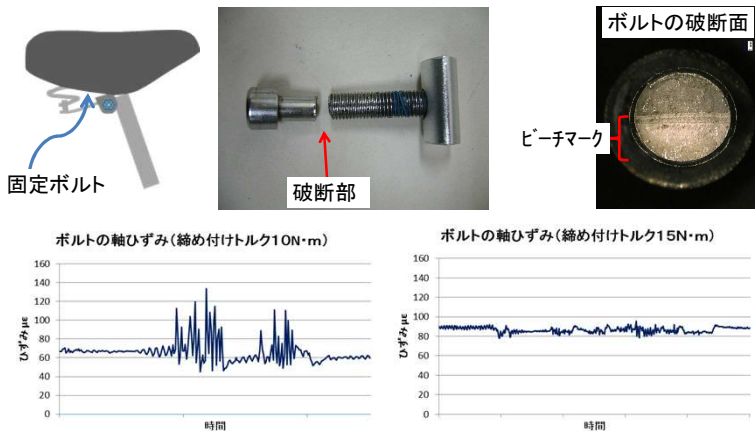 ボルトの破断面
ビーチマーク
固定ボルト
破断部
ボルトの軸ひずみ（締め付けトルク10N・m）
160
140
120
100
80
60
40
20
0
ひずみ με
時間
ボルトの軸ひずみ（締め付けトルク15N・m）
160
140
120
100
80
60
40
20
0
ひずみ με
時間